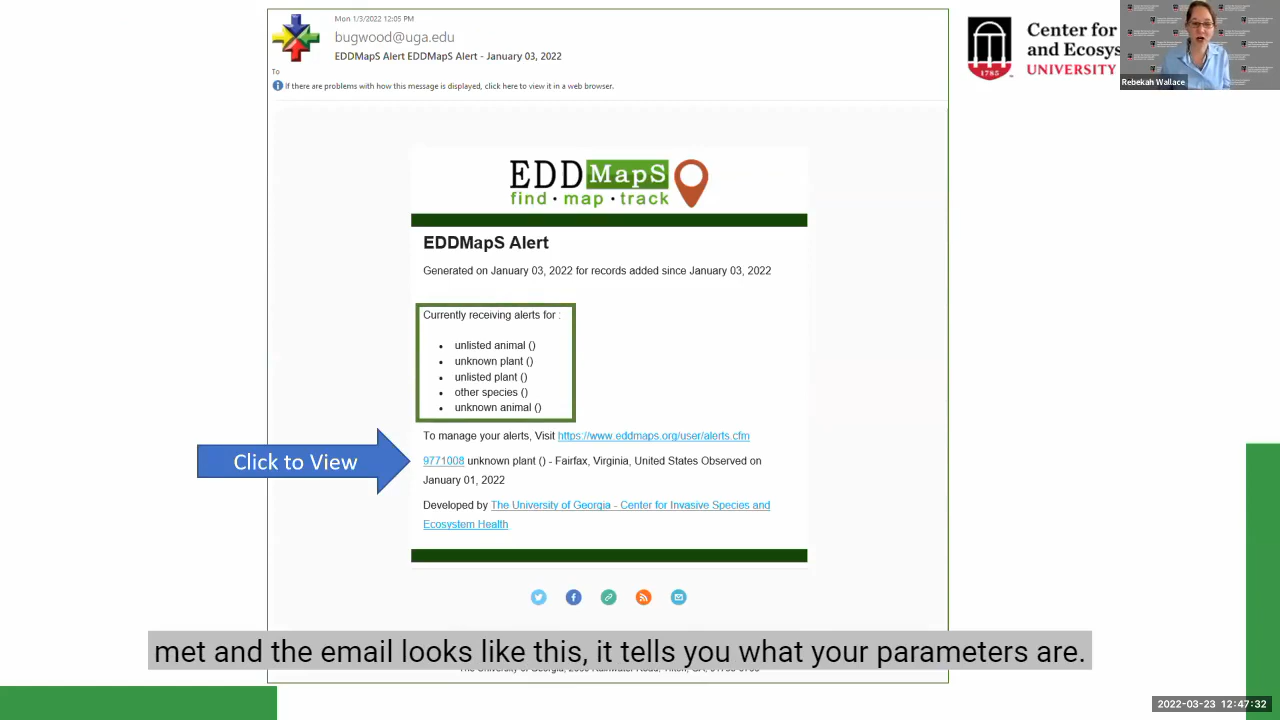 Mon 1/3/2022 12:05 PM
bugwood@uga.edu
EDDMapS Alert EDDMapS Alert - January 03, 2022
To
If there are problems with how this message is displayed, click here to view it in a web browser.
Center for
and Ecosys
UNIVERSITY
1785
Rebekah Wallace
EDDMapS
find · map · track
EDDMapS Alert
Generated on January 03, 2022 for records added since January 03, 2022
Currently receiving alerts for :
• unlisted animal ()
• unknown plant ()
• unlisted plant ()
• other species ()
• unknown animal ()
To manage your alerts, Visit https://www.eddmaps.org/user/alerts.cfm
Click to View
9771008 unknown plant () - Fairfax, Virginia, United States Observed on
January 01, 2022
Developed by The University of Georgia - Center for Invasive Species and
Ecosystem Health
met and the email looks like this, it tells you what your parameters are.
2022-03-23 12:47:32